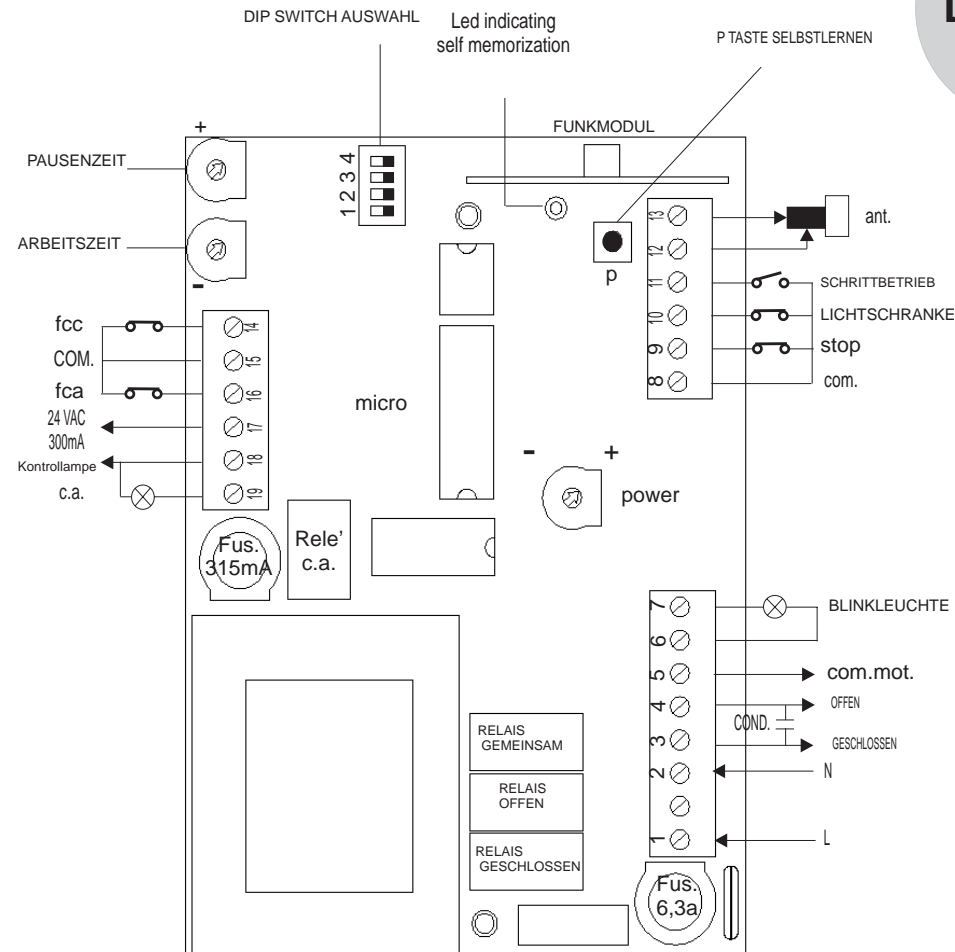 DIP SWITCH AUSWAHL
Led indicating
self memorization
P TASTE SELBSTLERNEN
FUNKMODUL
+
PAUSENZEIT
ARBEITSZEIT
-
1 2 3 4
p
13
12
11
10
9
8
ant.
SCHRITTBETRIEB
LICHTSCHRANKE
stop
com.
fcc
COM.
fca
24 VAC
300mA
Kontrollampe
c.a.
14
15
16
17
18
19
micro
- +
power
Fus.
315mA
Rele'
c.a.
7
6
5
4
3
2
1
BLINKLEUCHTE
com.mot.
OFFEN
COND.
GESCHLOSSEN
N
L
RELAIS
GEMEINSAM
RELAIS
OFFEN
RELAIS
GESCHLOSSEN
Fus.
6,3a